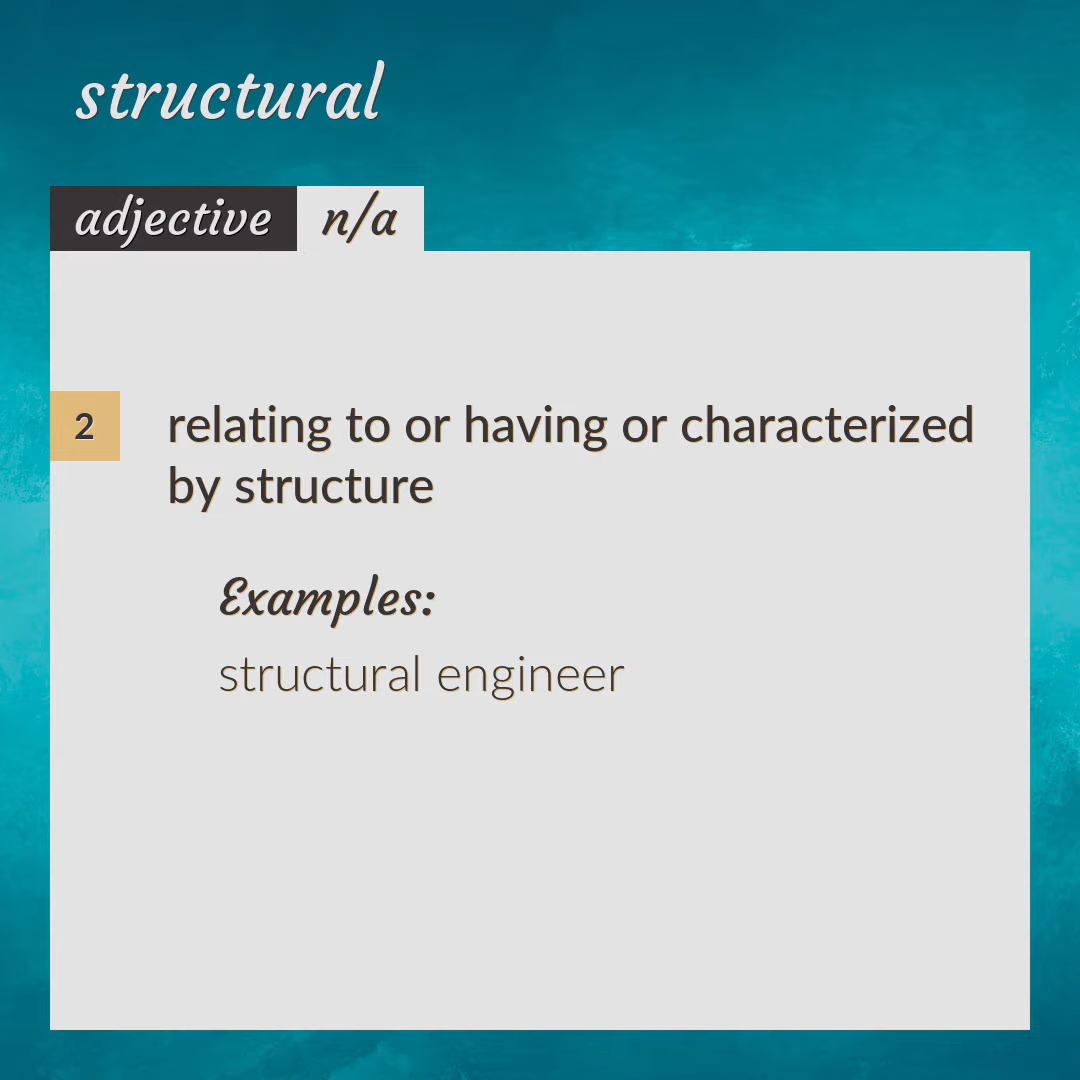 structural
adjective n/a
2 relating to or having or characterized
by structure
Examples:
structural engineer